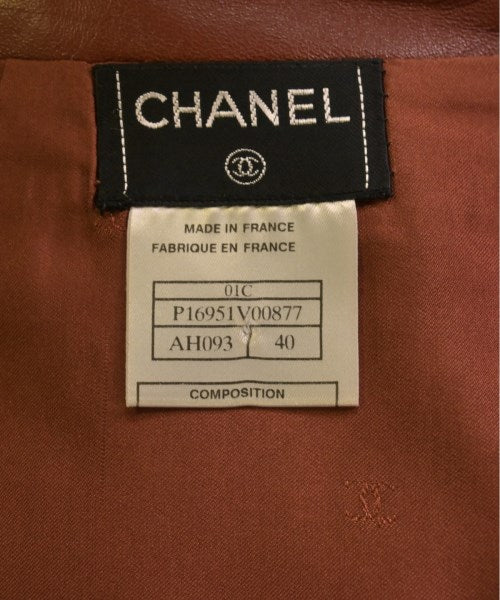 CHANEL
MADE IN FRANCE
FABRIQUE EN FRANCE
01C
P16951V00877
AH093 40
COMPOSITION